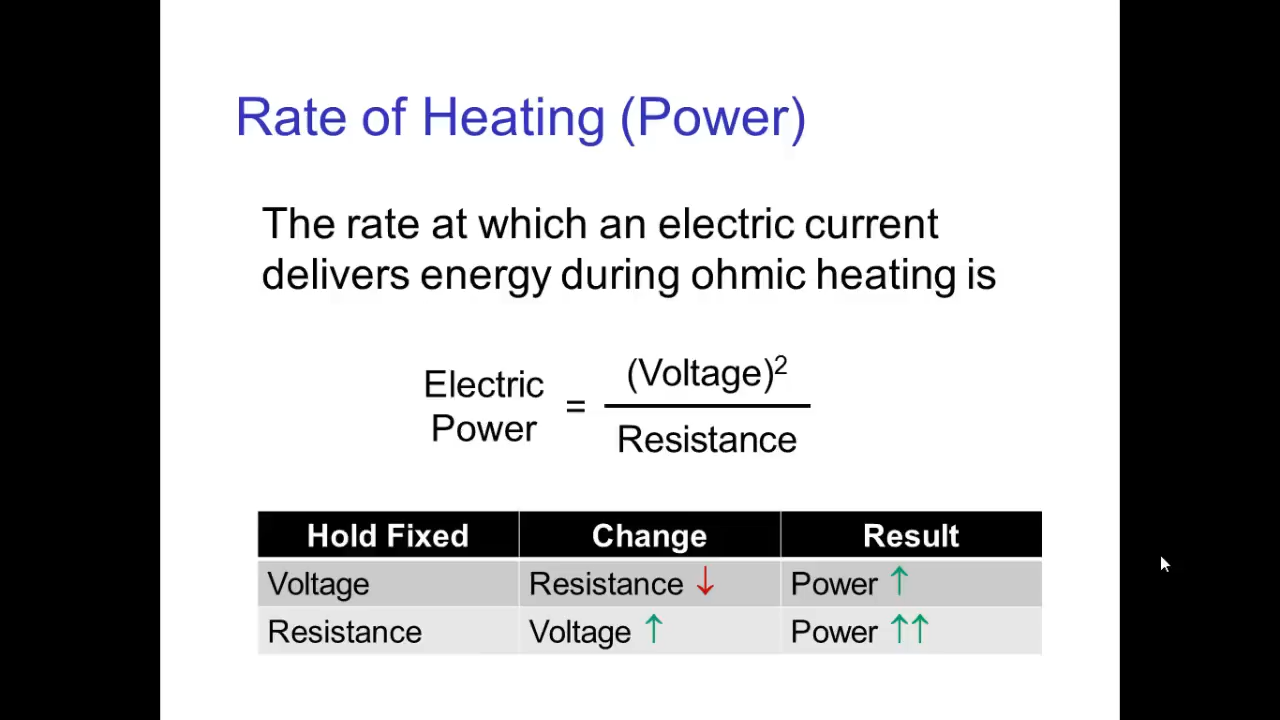 Rate of Heating (Power)
The rate at which an electric current
delivers energy during ohmic heating is
Electric
Power
=
(Voltage)²
Resistance
Hold Fixed Change Result
Voltage Resistance ↓ Power ↑
Resistance Voltage ↑ Power ↑↑